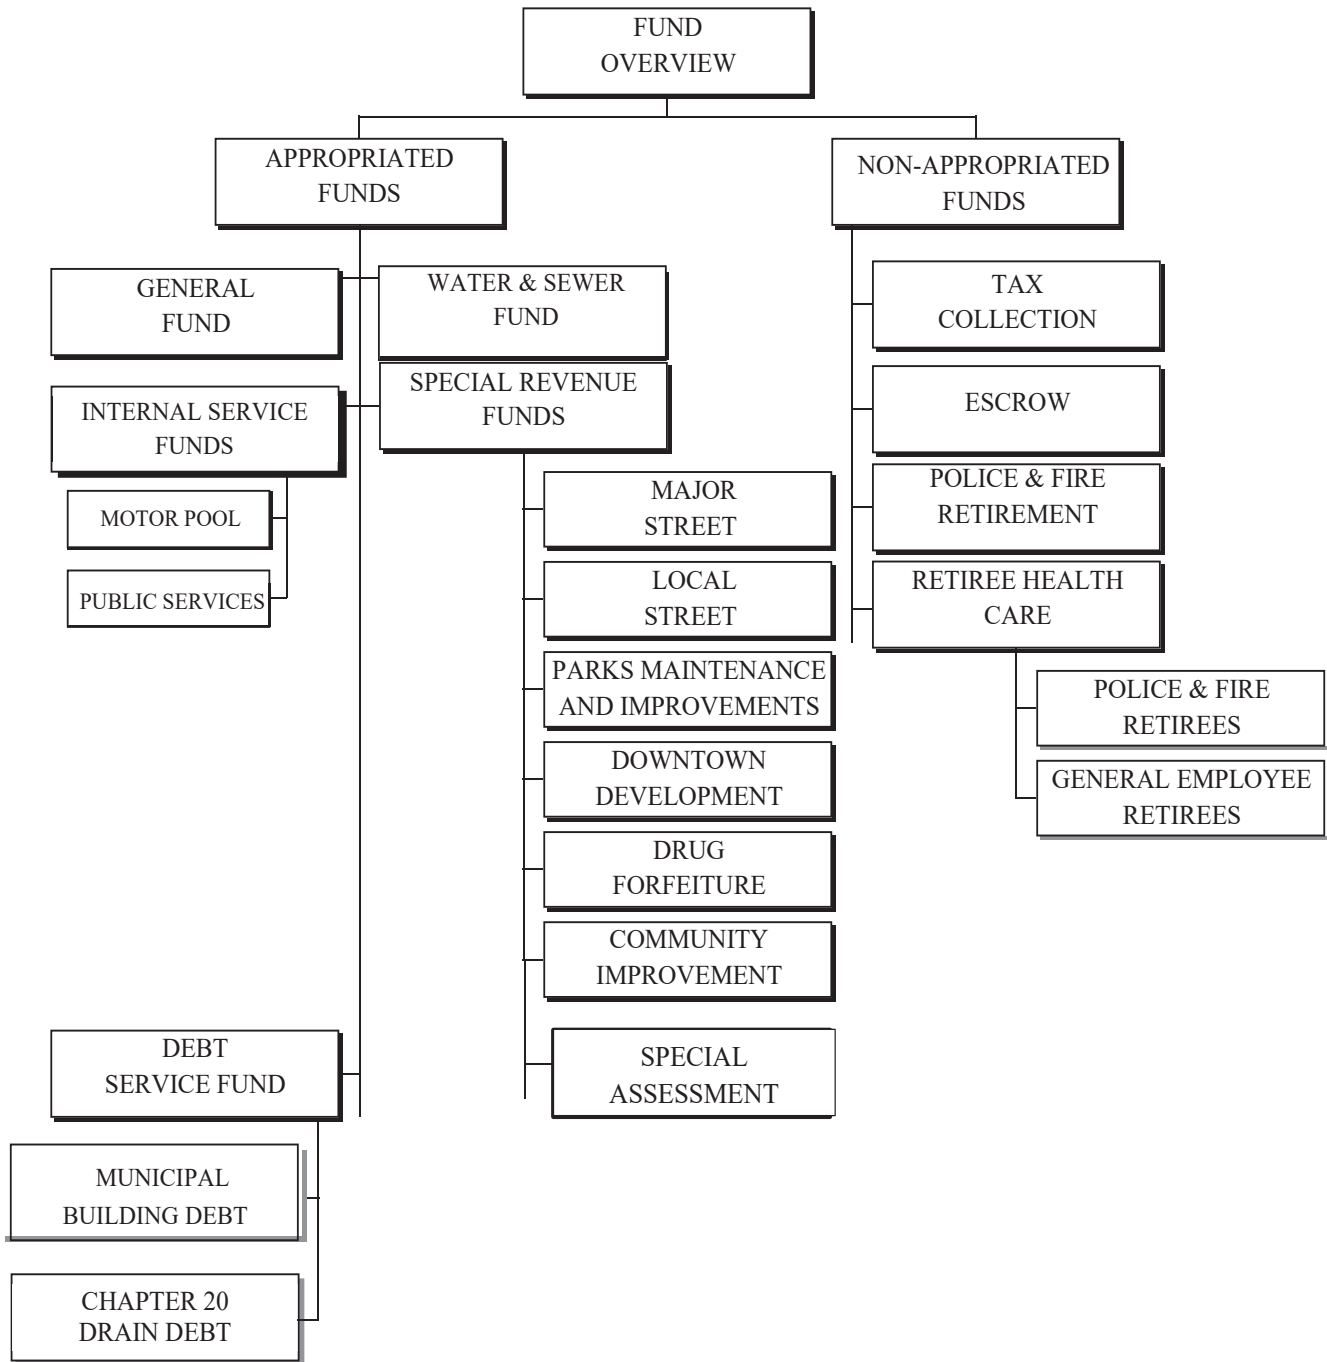 FUND
OVERVIEW
APPROPRIATED
FUNDS
NON-APPROPRIATED
FUNDS
GENERAL
FUND
WATER & SEWER
FUND
INTERNAL SERVICE
FUNDS
MOTOR POOL
PUBLIC SERVICES
SPECIAL REVENUE
FUNDS
MAJOR
STREET
LOCAL
STREET
PARKS MAINTENANCE
AND IMPROVEMENTS
DOWNTOWN
DEVELOPMENT
DRUG
FORFEITURE
COMMUNITY
IMPROVEMENT
SPECIAL
ASSESSMENT
DEBT
SERVICE FUND
MUNICIPAL
BUILDING DEBT
CHAPTER 20
DRAIN DEBT
TAX
COLLECTION
ESCROW
POLICE & FIRE
RETIREMENT
RETIREE HEALTH
CARE
POLICE & FIRE
RETIREES
GENERAL EMPLOYEE
RETIREES